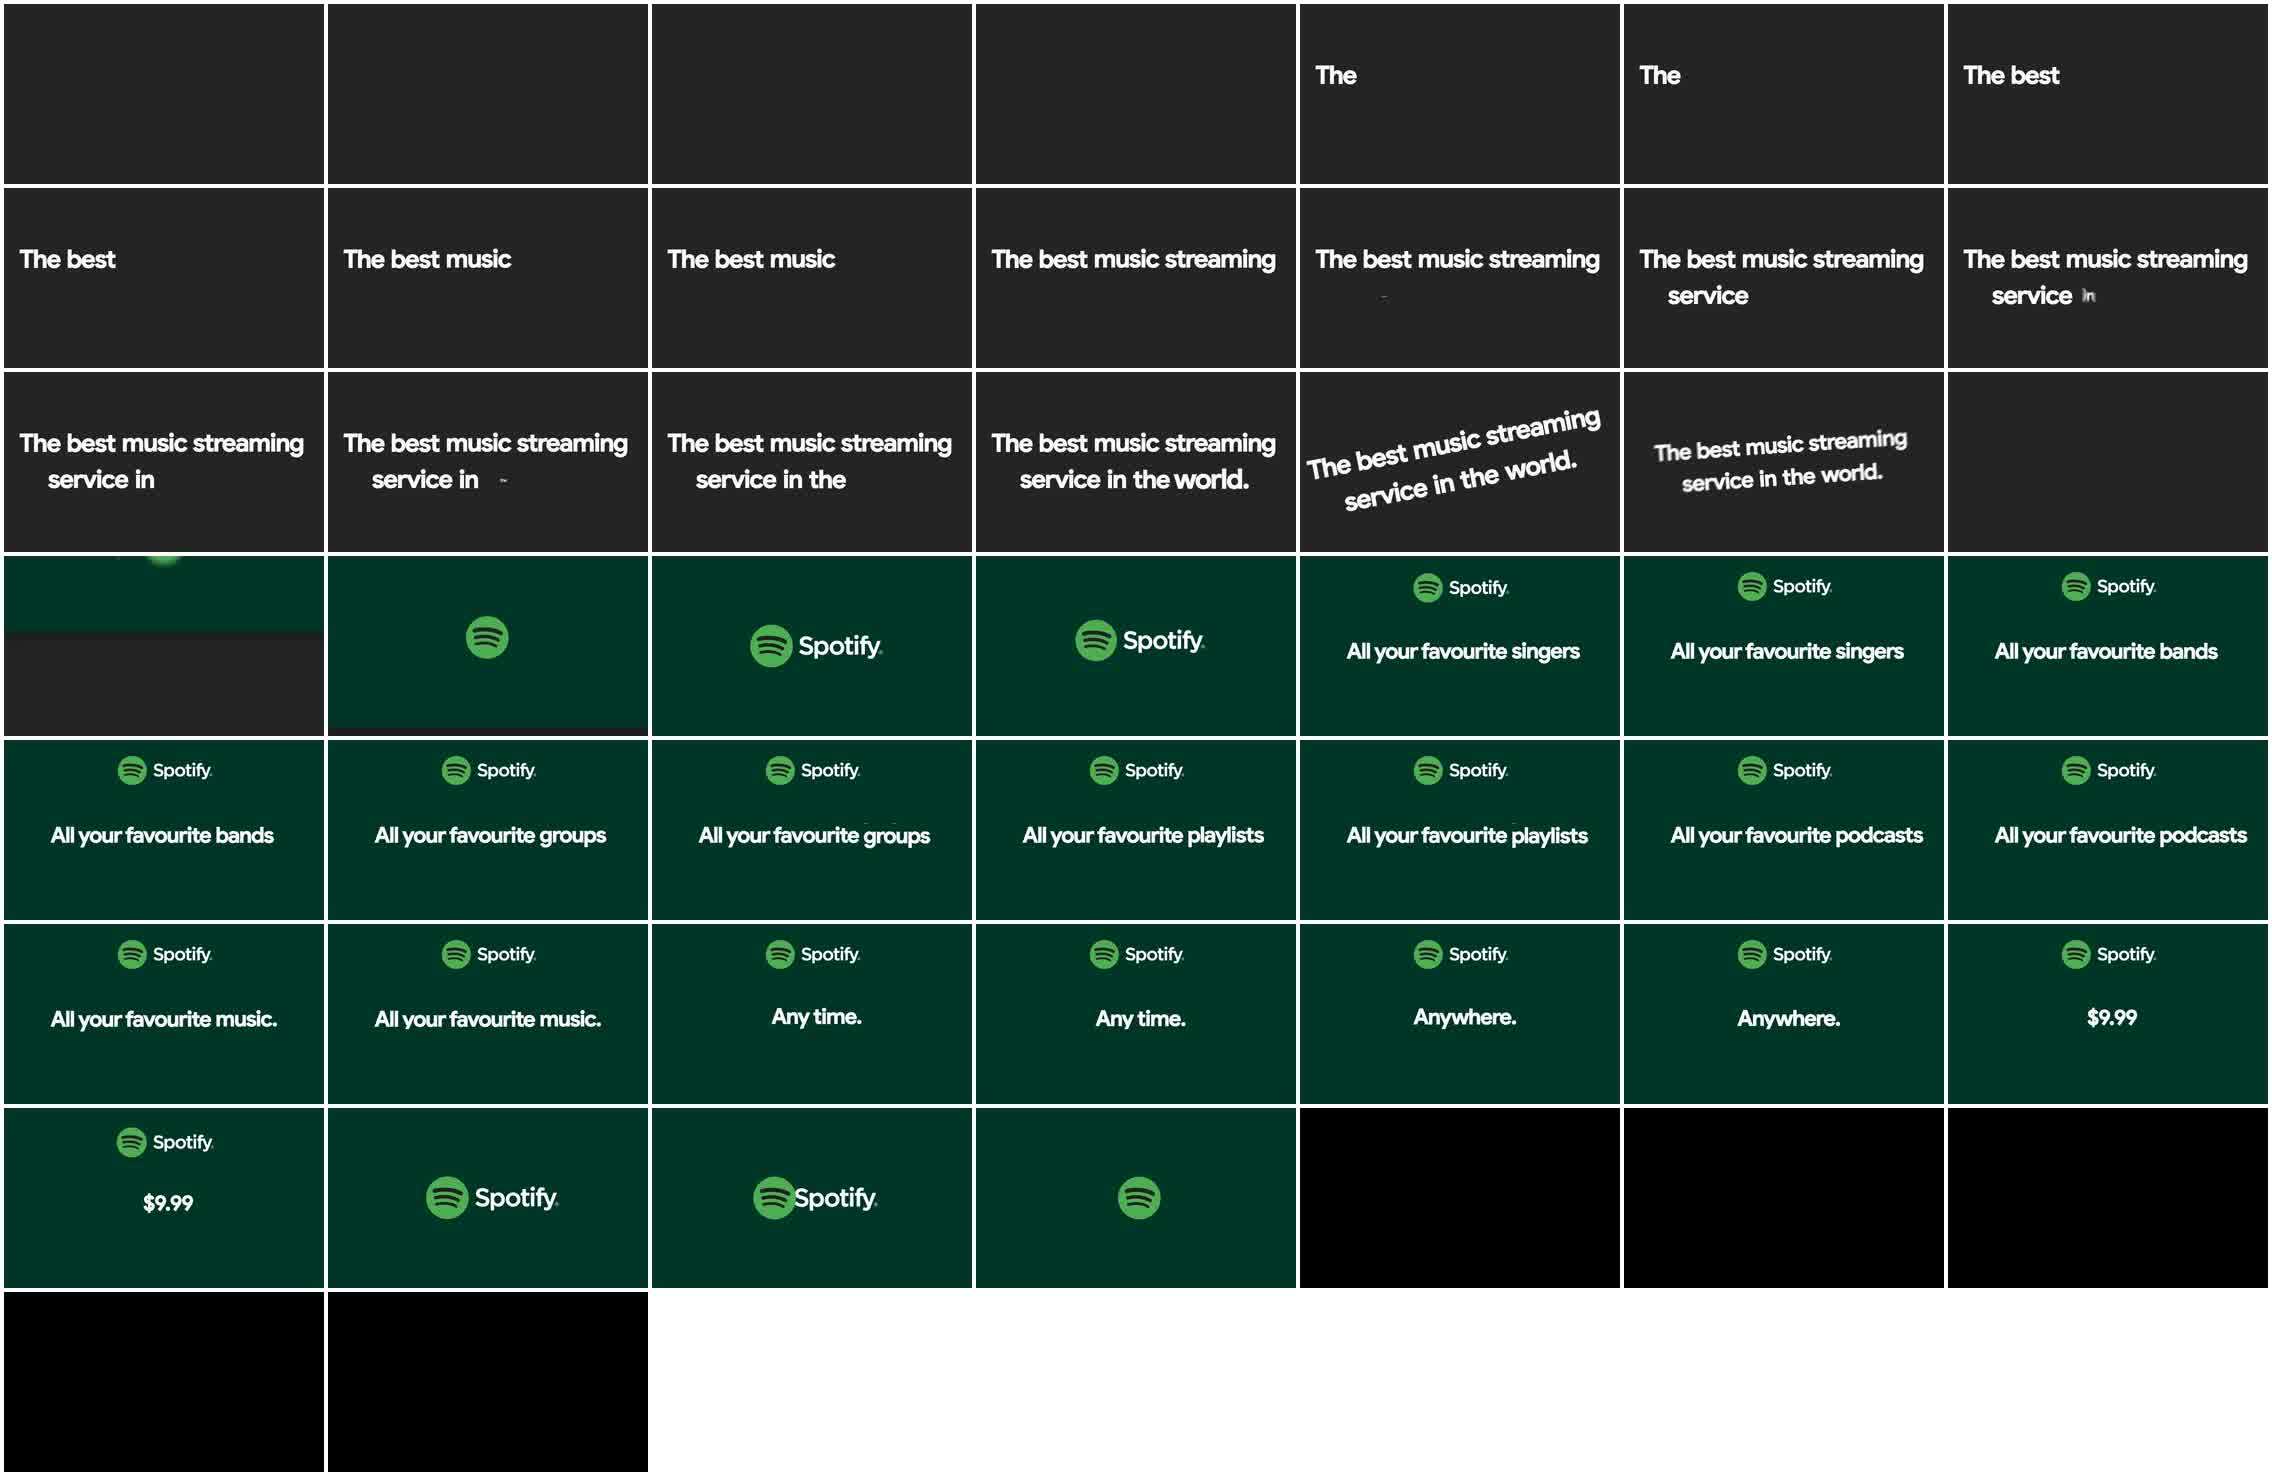 The
The
The best
The best
The best music
The best music
The best music streaming
The best music streaming
The best music streaming
service
The best music streaming
service in
The best music streaming
service in
The best music streaming
service in
The best music streaming
service in the
The best music streaming
service in the world.
The best music streaming
service in the world.
The best music streaming
service in the world.
Spotify
Spotify
Spotify
All your favourite singers
Spotify
All your favourite singers
Spotify
All your favourite bands
Spotify
All your favourite bands
Spotify
All your favourite groups
Spotify
All your favourite groups
Spotify
All your favourite playlists
Spotify
All your favourite playlists
Spotify
All your favourite podcasts
Spotify
All your favourite podcasts
Spotify
All your favourite music.
Spotify
All your favourite music.
Spotify
Any time.
Spotify
Any time.
Spotify
Anywhere.
Spotify
Anywhere.
Spotify
$9.99
Spotify
$9.99
Spotify
Spotify